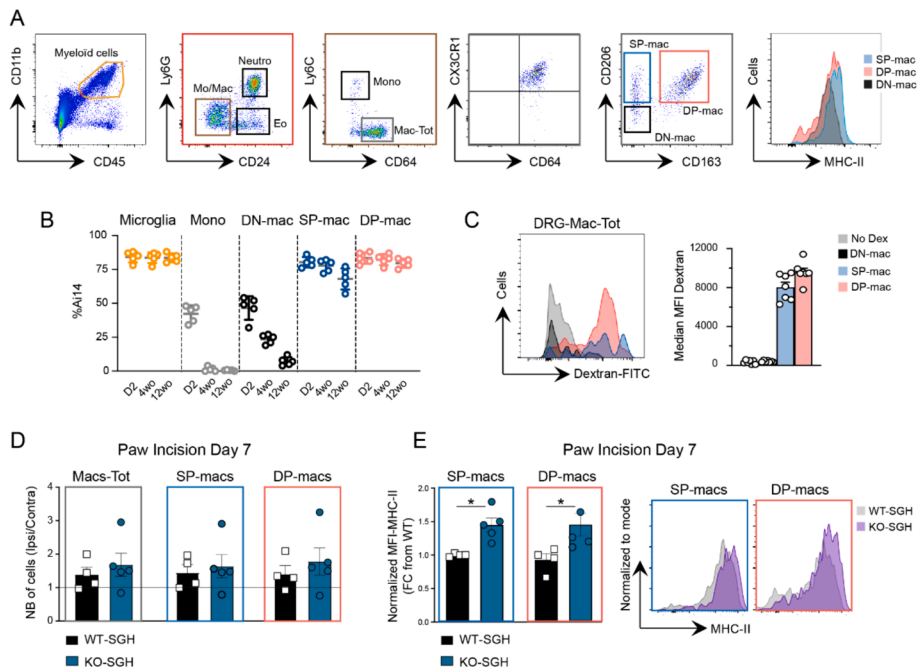 A
CD11b
Myeloïd cells
CD45
Ly6G
Neutro
Mo/Mac
Eo
CD24
Ly6C
Mono
Mac-Tot
CD64
CX3CR1
CD64
CD206
SP-mac
DP-mac
DN-mac
CD163
Cells
SP-mac
DP-mac
DN-mac
MHC-II
B
Microglia Mono DN-mac SP-mac DP-mac
%Ai14
100
75
50
25
0
D2 4wo 12wo D2 4wo 12wo D2 4wo 12wo D2 4wo 12wo D2 4wo 12wo
C
DRG-Mac-Tot
Cells
Dextran-FITC
Median MFI Dextran
12000
8000
4000
0
No Dex
DN-mac
SP-mac
DP-mac
D
Paw Incision Day 7
Macs-Tot SP-macs DP-macs
NB of cells (Ipsi/Contra)
4
3
2
1
0
WT-SGH
KO-SGH
E
Paw Incision Day 7
SP-macs DP-macs
Normalized MFI-MHC-II
(FC from WT)
2.0
1.5
1.0
0.5
0.0
* *
WT-SGH
KO-SGH
SP-macs DP-macs
Normalized to mode
MHC-II
WT-SGH
KO-SGH